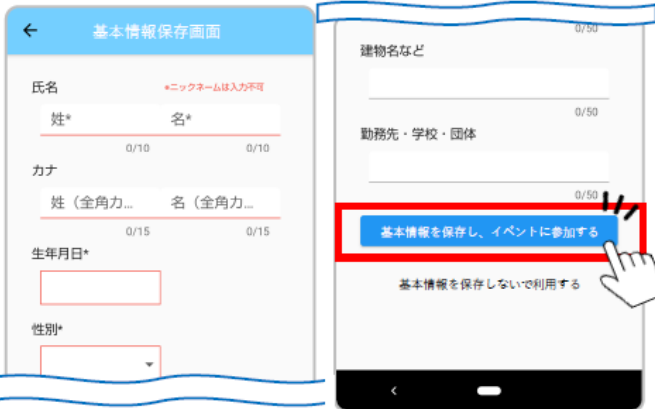 基本情報保存画面
氏名 *ニックネームは入力不可
姓* 名*
0/10 0/10
カナ
姓（全角カ... 名（全角カ...
0/15 0/15
生年月日*
性別*
0/50
建物名など
0/50
勤務先・学校・団体
0/50
基本情報を保存し、イベントに参加する
基本情報を保存しないで利用する